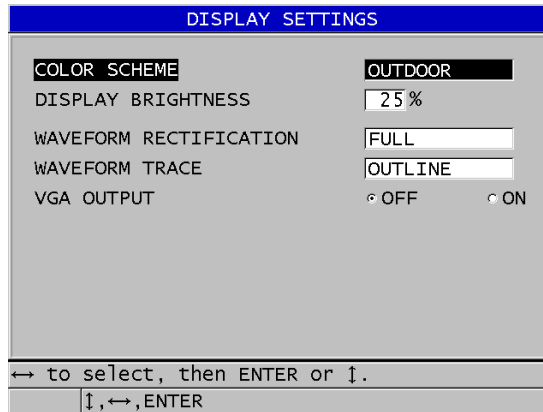 DISPLAY SETTINGS
COLOR SCHEME OUTDOOR
DISPLAY BRIGHTNESS 25%
WAVEFORM RECTIFICATION FULL
WAVEFORM TRACE OUTLINE
VGA OUTPUT OFF ON
↔ to select, then ENTER or ↕.
↕,↔,ENTER